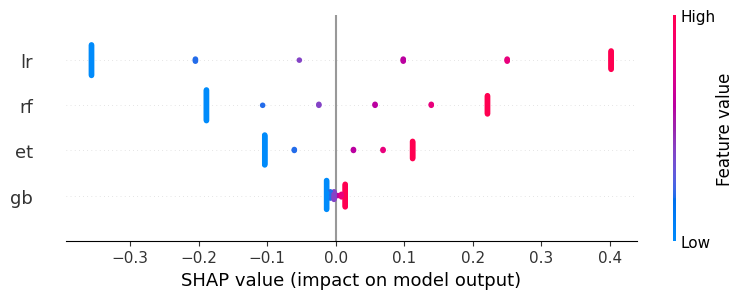 High
lr
rf
et
gb
Low
Feature value
−0.3 −0.2 −0.1 0.0 0.1 0.2 0.3 0.4
SHAP value (impact on model output)